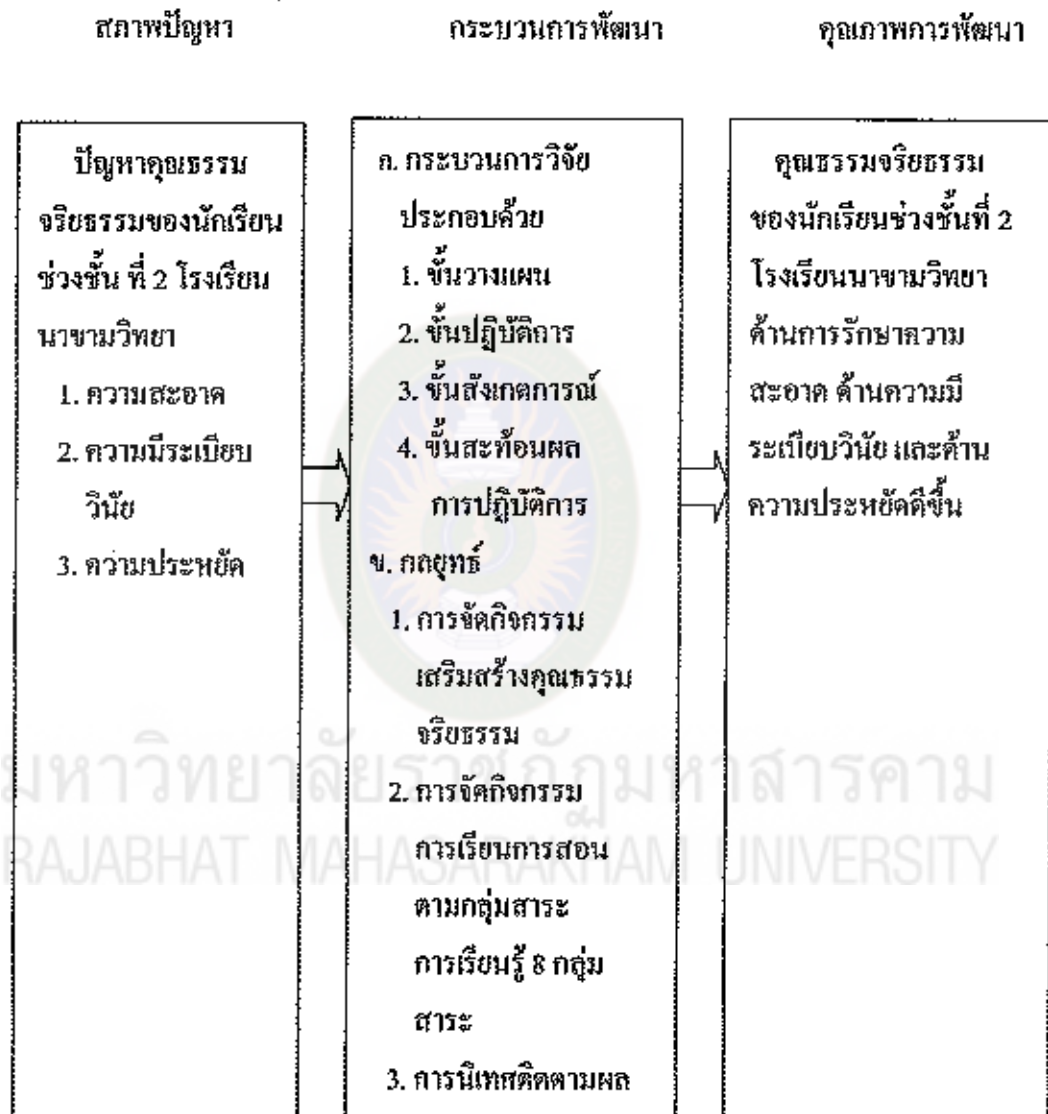 สภาพปัญหา
กระบวนการพัฒนา
คุณภาพการพัฒนา
ปัญหาคุณธรรม
จริยธรรมของนักเรียน
ช่วงชั้น ที่ 2 โรงเรียน
นาขามวิทยา
1. ความสะอาด
2. ความมีระเบียบ
วินัย
3. ความประหยัด
ก. กระบวนการวิจัย
ประกอบด้วย
1. ขั้นวางแผน
2. ขั้นปฏิบัติการ
3. ขั้นสังเกตการณ์
4. ขั้นสะท้อนผล
การปฏิบัติการ
ข. กลยุทธ์
1. การจัดกิจกรรม
เสริมสร้างคุณธรรม
จริยธรรม
2. การจัดกิจกรรม
การเรียนการสอน
ตามกลุ่มสาระ
การเรียนรู้ 8 กลุ่ม
สาระ
3. การนิเทศติดตามผล
คุณธรรมจริยธรรม
ของนักเรียนช่วงชั้นที่ 2
โรงเรียนนาขามวิทยา
ด้านการรักษาความ
สะอาด ด้านความมี
ระเบียบวินัย และด้าน
ความประหยัดดีขึ้น
มหาวิทยาลัยราชภัฏมหาสารคาม
RAJABHAT MAHASARAKHAM UNIVERSITY